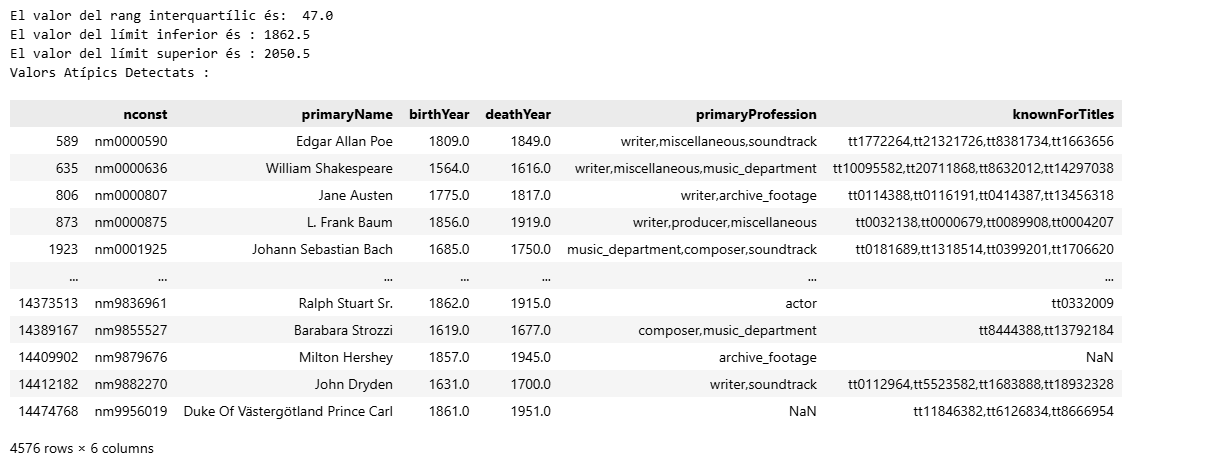 El valor del rang interquartílic és:  47.0
El valor del límit inferior és : 1862.5
El valor del límit superior és : 2050.5
Valors Atípics Detectats :
nconst primaryName birthYear deathYear primaryProfession knownForTitles
589 nm0000590 Edgar Allan Poe 1809.0 1849.0 writer,miscellaneous,soundtrack tt1772264,tt21321726,tt8381734,tt1663656
635 nm0000636 William Shakespeare 1564.0 1616.0 writer,miscellaneous,music_department tt10095582,tt20711868,tt8632012,tt14297038
806 nm0000807 Jane Austen 1775.0 1817.0 writer,archive_footage tt0114388,tt0116191,tt0414387,tt13456318
873 nm0000875 L. Frank Baum 1856.0 1919.0 writer,producer,miscellaneous tt0032138,tt0000679,tt0089908,tt0004207
1923 nm0001925 Johann Sebastian Bach 1685.0 1750.0 music_department,composer,soundtrack tt0181689,tt1318514,tt0399201,tt1706620
... ... ... ... ... ... ...
14373513 nm9836961 Ralph Stuart Sr. 1862.0 1915.0 actor tt0332009
14389167 nm9855527 Barabara Strozzi 1619.0 1677.0 composer,music_department tt8444388,tt13792184
14409902 nm9879676 Milton Hershey 1857.0 1945.0 archive_footage NaN
14412182 nm9882270 John Dryden 1631.0 1700.0 writer,soundtrack tt0112964,tt5523582,tt1683888,tt18932328
14474768 nm9956019 Duke Of Västergötland Prince Carl 1861.0 1951.0 NaN tt11846382,tt6126834,tt8666954
4576 rows × 6 columns